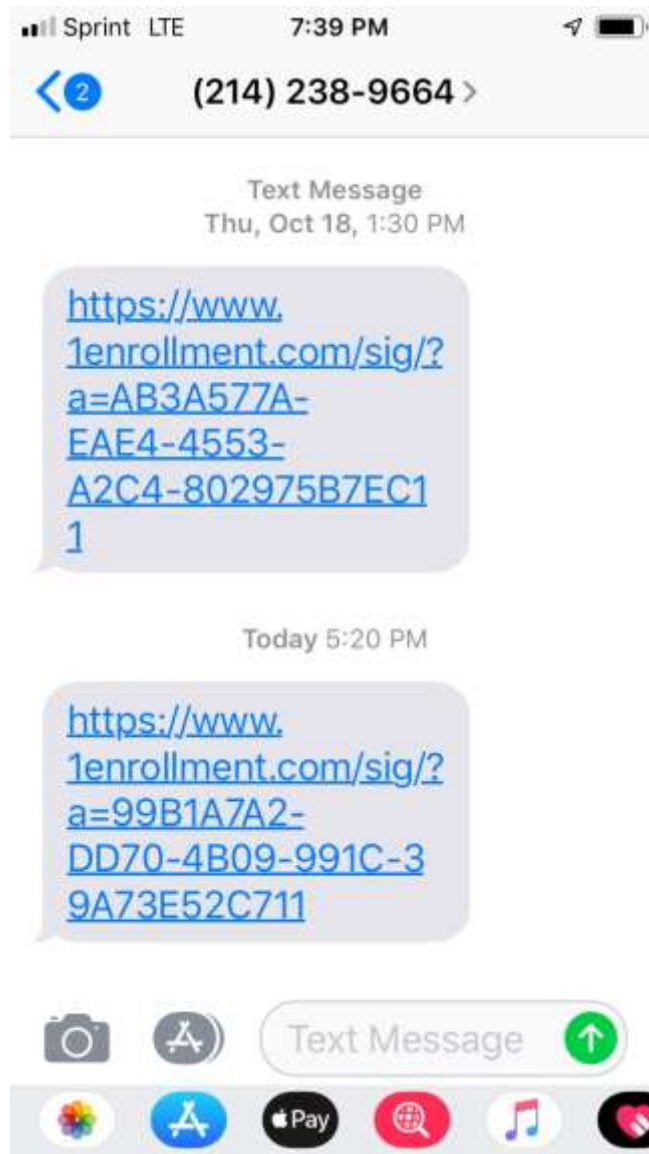 Sprint LTE 7:39 PM
2 (214) 238-9664 >
Text Message
Thu, Oct 18, 1:30 PM
https://www.
1enrollment.com/sig/?
a=AB3A577A-
EAE4-4553-
A2C4-802975B7EC1
1
Today 5:20 PM
https://www.
1enrollment.com/sig/?
a=99B1A7A2-
DD70-4B09-991C-3
9A73E52C711
Text Message
Pay